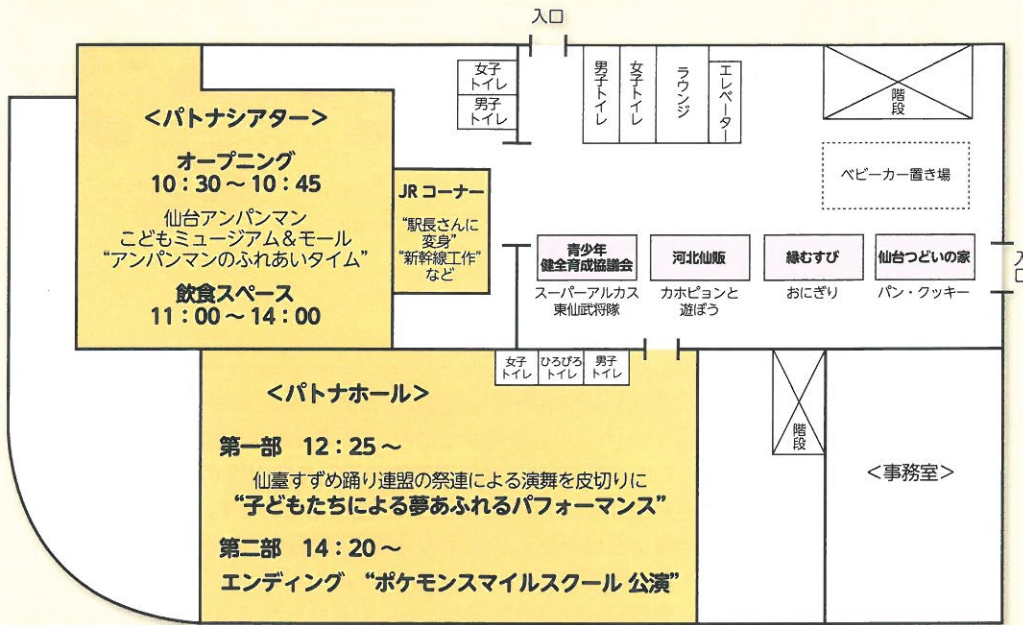 入口
女子
トイレ
男子
トイレ
男子トイレ
女子トイレ
ラウンジ
エレベーター
階段
＜パトナシアター＞
オープニング
10：30～10：45
仙台アンパンマン
こどもミュージアム＆モール
“アンパンマンのふれあいタイム”
飲食スペース
11：00～14：00
JRコーナー
“駅長さんに
変身”
“新幹線工作”
など
ベビーカー置き場
青少年
健全育成協議会
スーパーアルカス
東仙武将隊
河北仙販
カホピョンと
遊ぼう
縁むすび
おにぎり
仙台つどいの家
パン・クッキー
入口
女子
トイレ
ひろびろ
トイレ
男子
トイレ
＜パトナホール＞
第一部　12：25～
仙臺すずめ踊り連盟の祭連による演舞を皮切りに
“子どもたちによる夢あふれるパフォーマンス”
第二部　14：20～
エンディング　“ポケモンスマイルスクール 公演”
階段
＜事務室＞